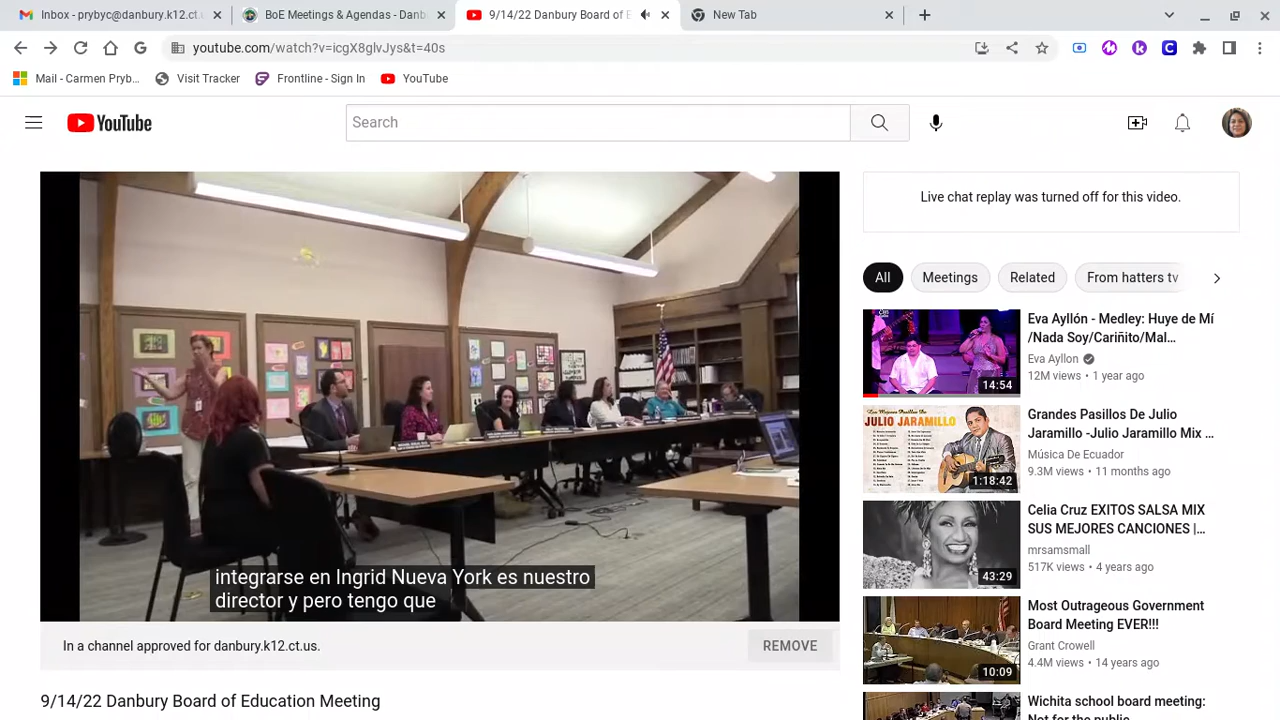 Inbox - prybyc@danbury.k12.ct.u
BoE Meetings & Agendas - Danb
9/14/22 Danbury Board of E
New Tab
youtube.com/watch?v=icgX8glvJys&t=40s
Mail - Carmen Pryb...
Visit Tracker
Frontline - Sign In
YouTube
YouTube
Search
Live chat replay was turned off for this video.
All
Meetings
Related
From hatters tv
Eva Ayllón - Medley: Huye de Mí
/Nada Soy/Cariñito/Mal...
Eva Ayllon
12M views • 1 year ago
14:54
Grandes Pasillos De Julio
Jaramillo -Julio Jaramillo Mix ...
Música De Ecuador
9.3M views • 11 months ago
JULIO JARAMILLO
1:18:42
Celia Cruz EXITOS SALSA MIX
SUS MEJORES CANCIONES |...
mrsamsmall
517K views • 4 years ago
43:29
Most Outrageous Government
Board Meeting EVER!!!
Grant Crowell
4.4M views • 14 years ago
10:09
Wichita school board meeting:
Not for the public
integrarse en Ingrid Nueva York es nuestro
director y pero tengo que
In a channel approved for danbury.k12.ct.us.
REMOVE
9/14/22 Danbury Board of Education Meeting